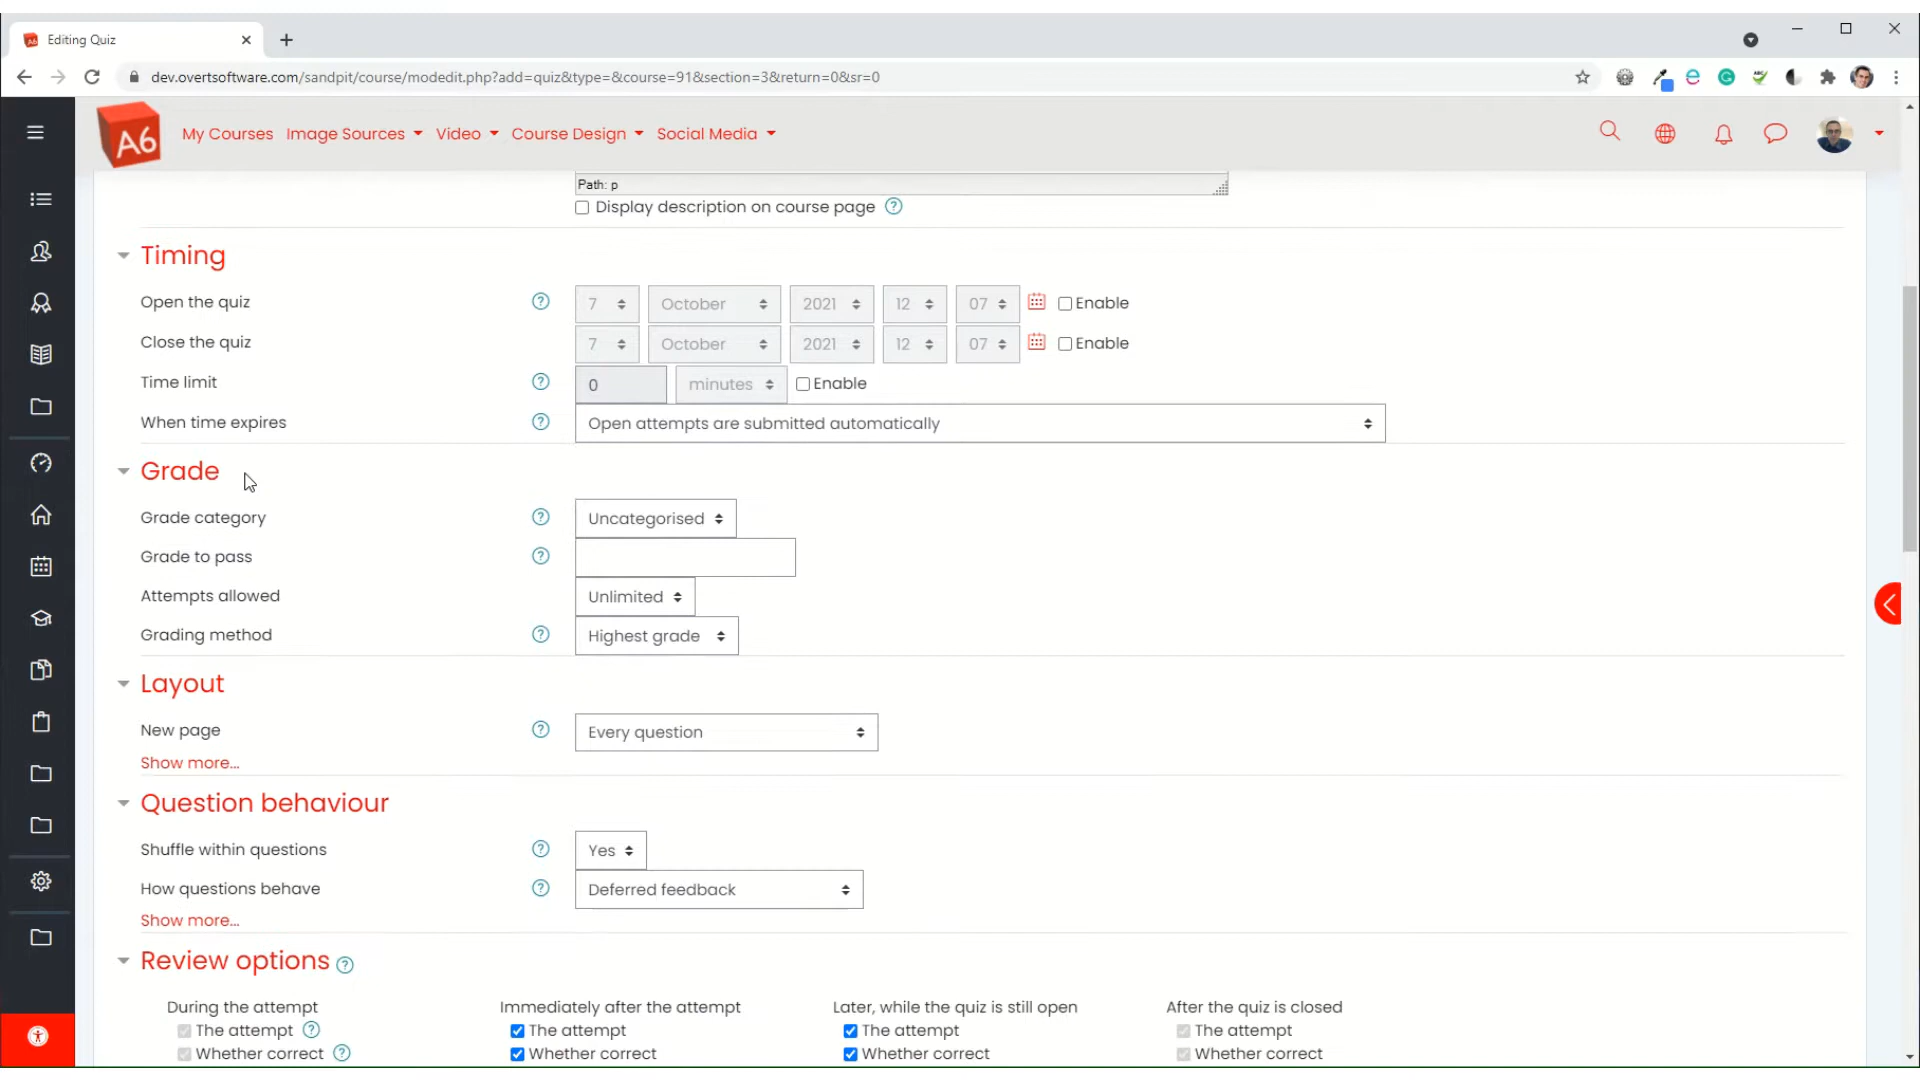 Editing Quiz
dev.overtsoftware.com/sandpit/course/modedit.php?add=quiz&type=&course=91&section=3&return=0&sr=0
A6 My Courses Image Sources Video Course Design Social Media
Path: p
Display description on course page
Timing
Open the quiz 7 October 2021 12 07 Enable
Close the quiz 7 October 2021 12 07 Enable
Time limit 0 minutes Enable
When time expires Open attempts are submitted automatically
Grade
Grade category Uncategorised
Grade to pass
Attempts allowed Unlimited
Grading method Highest grade
Layout
New page Every question
Show more...
Question behaviour
Shuffle within questions Yes
How questions behave Deferred feedback
Show more...
Review options
During the attempt Immediately after the attempt Later, while the quiz is still open After the quiz is closed
The attempt The attempt The attempt The attempt
Whether correct Whether correct Whether correct Whether correct